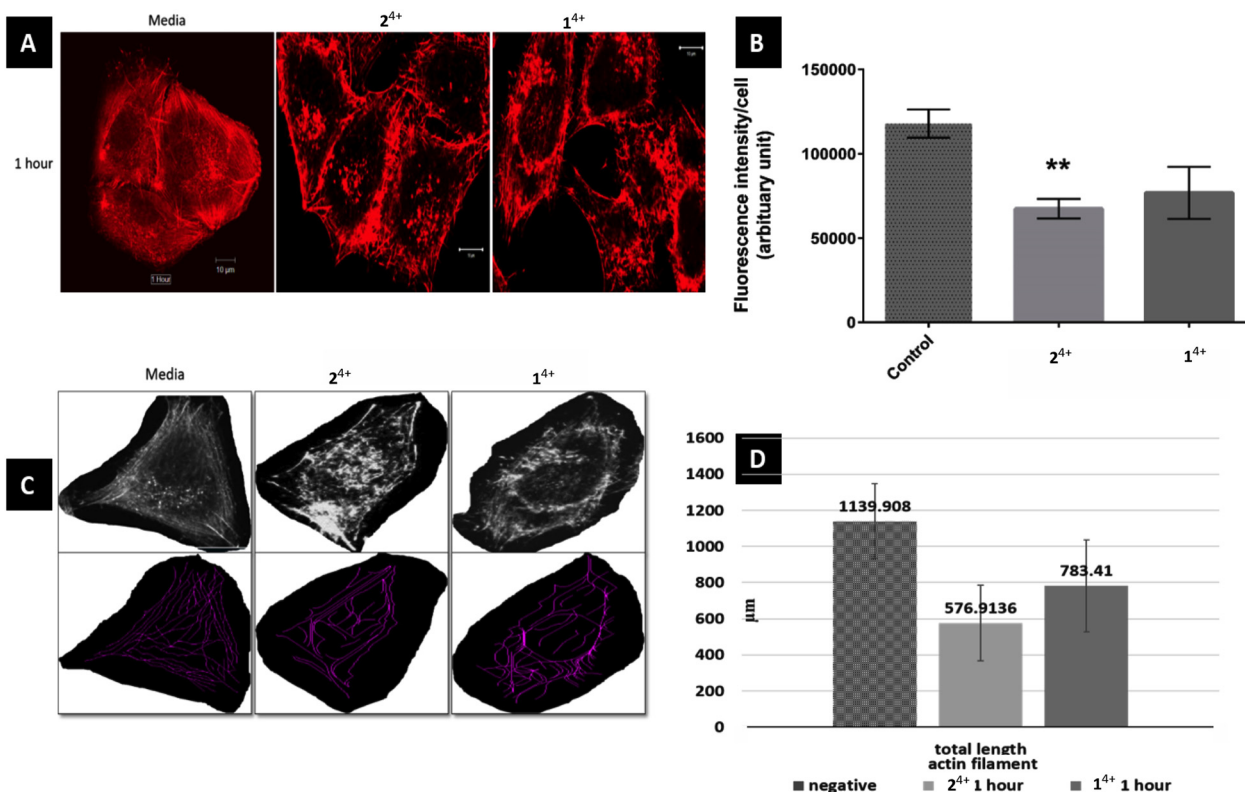 A
Media
2⁴⁺
1⁴⁺
1 hour
10 μm
1 Hour
B
Fluorescence intensity/cell
(arbituary unit)
150000
100000
50000
0
**
Control
2⁴⁺
1⁴⁺
C
Media
2⁴⁺
1⁴⁺
D
1600
1400
1200
1000
800
600
400
200
0
μm
1139.908
576.9136
783.41
total length
actin filament
negative
2⁴⁺ 1 hour
1⁴⁺ 1 hour